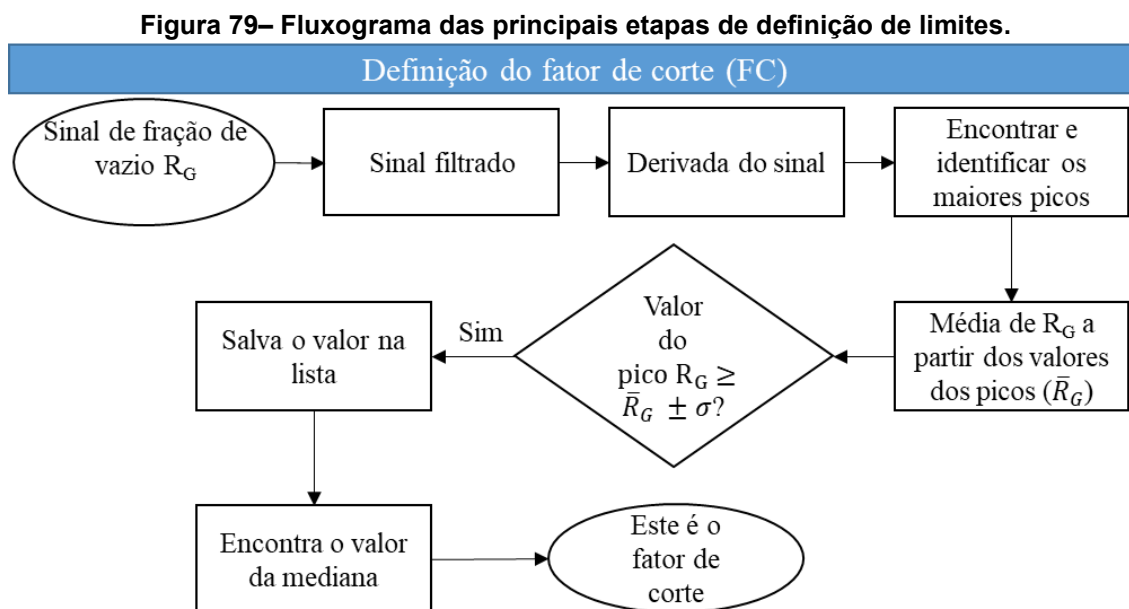 Figura 79– Fluxograma das principais etapas de definição de limites.
Definição do fator de corte (FC)
Sinal de fração de
vazio R_G
Sinal filtrado
Derivada do sinal
Encontrar e
identificar os
maiores picos
Média de R_G a
partir dos valores
dos picos (R̄_G)
Valor
do
pico R_G ≥
R̄_G ± σ?
Sim
Salva o valor na
lista
Encontra o valor
da mediana
Este é o
fator de
corte